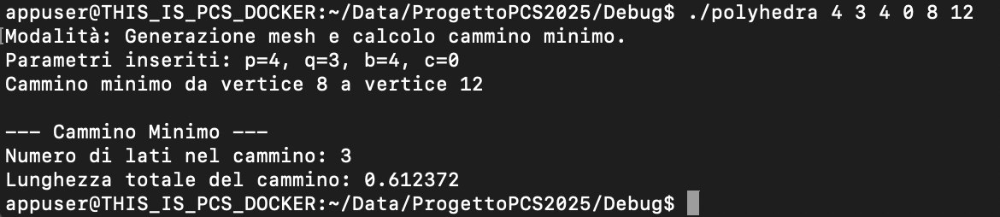 appuser@THIS_IS_PCS_DOCKER:~/Data/ProgettoPCS2025/Debug$ ./polyhedra 4 3 4 0 8 12
Modalità: Generazione mesh e calcolo cammino minimo.
Parametri inseriti: p=4, q=3, b=4, c=0
Cammino minimo da vertice 8 a vertice 12

--- Cammino Minimo ---
Numero di lati nel cammino: 3
Lunghezza totale del cammino: 0.612372
appuser@THIS_IS_PCS_DOCKER:~/Data/ProgettoPCS2025/Debug$